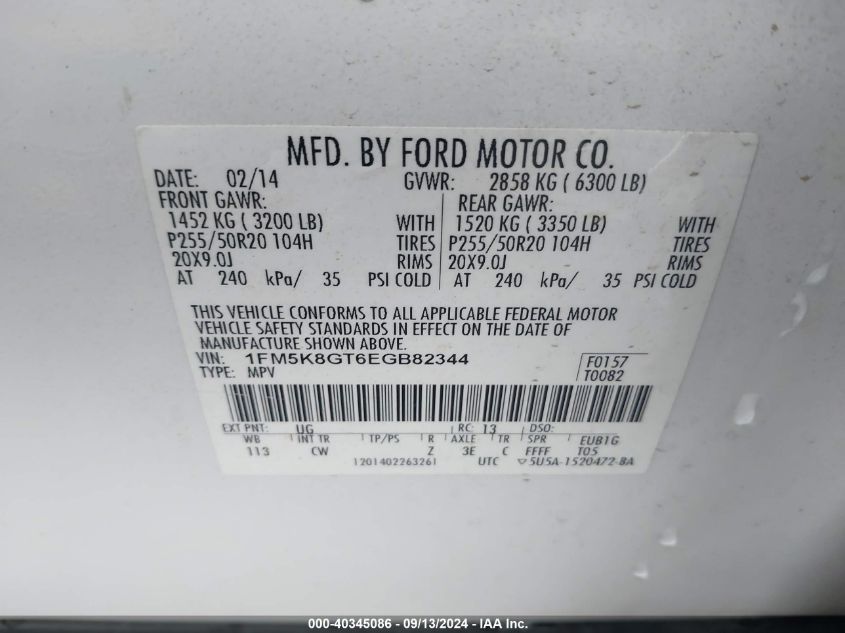 MFD. BY FORD MOTOR CO.
DATE: 02/14 GVWR: 2858 KG ( 6300 LB)
FRONT GAWR: REAR GAWR:
1452 KG ( 3200 LB) WITH 1520 KG ( 3350 LB) WITH
P255/50R20 104H TIRES P255/50R20 104H TIRES
20X9.0J RIMS 20X9.0J RIMS
AT 240 kPa/ 35 PSI COLD AT 240 kPa/ 35 PSI COLD
THIS VEHICLE CONFORMS TO ALL APPLICABLE FEDERAL MOTOR
VEHICLE SAFETY STANDARDS IN EFFECT ON THE DATE OF
MANUFACTURE SHOWN ABOVE.
VIN: 1FM5K8GT6EGB82344 F0157
TYPE: MPV T0082
EXT PNT: UG RC: 13 DSO:
WB INT TR TP/PS R AXLE TR SPR EUB1G
113 CW Z 3E C FFFF T05
1201402263261 UTC ▽5U5A-1520472-BA
000-40345086 - 09/13/2024 - IAA Inc.